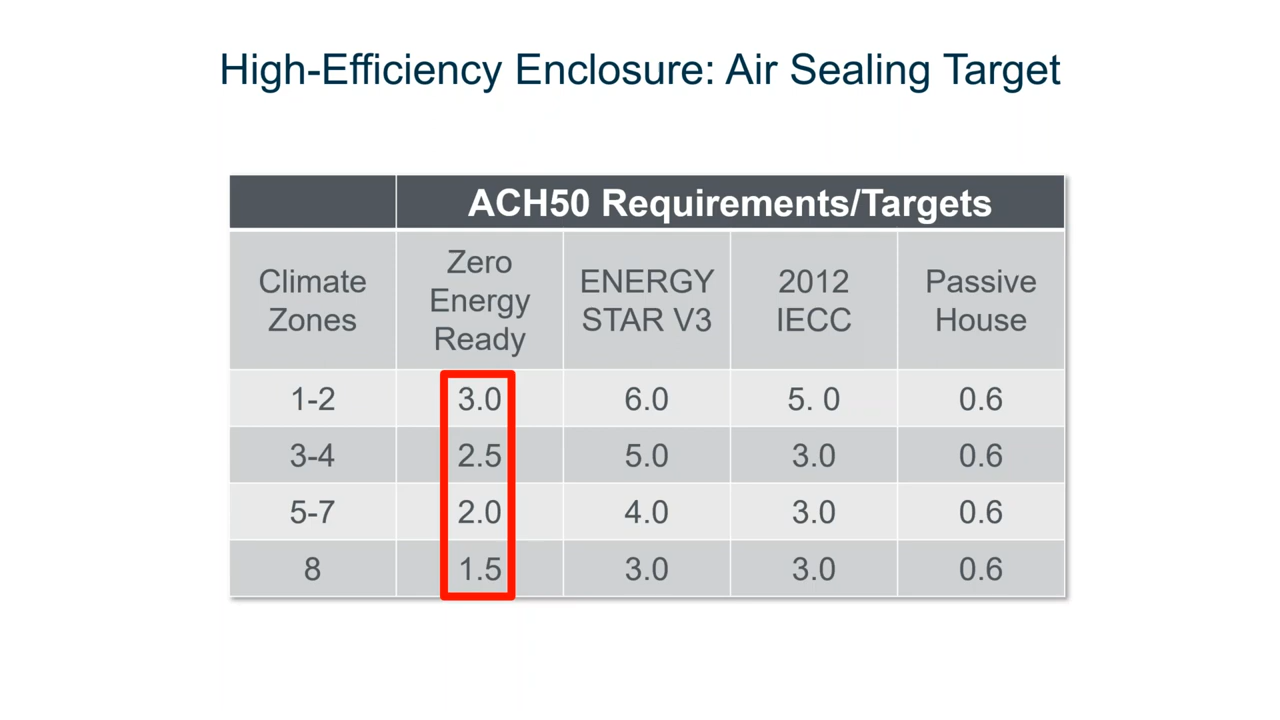 High-Efficiency Enclosure: Air Sealing Target
ACH50 Requirements/Targets
Climate Zones
Zero Energy Ready
ENERGY STAR V3
2012 IECC
Passive House
1-2 3.0 6.0 5. 0 0.6
3-4 2.5 5.0 3.0 0.6
5-7 2.0 4.0 3.0 0.6
8 1.5 3.0 3.0 0.6